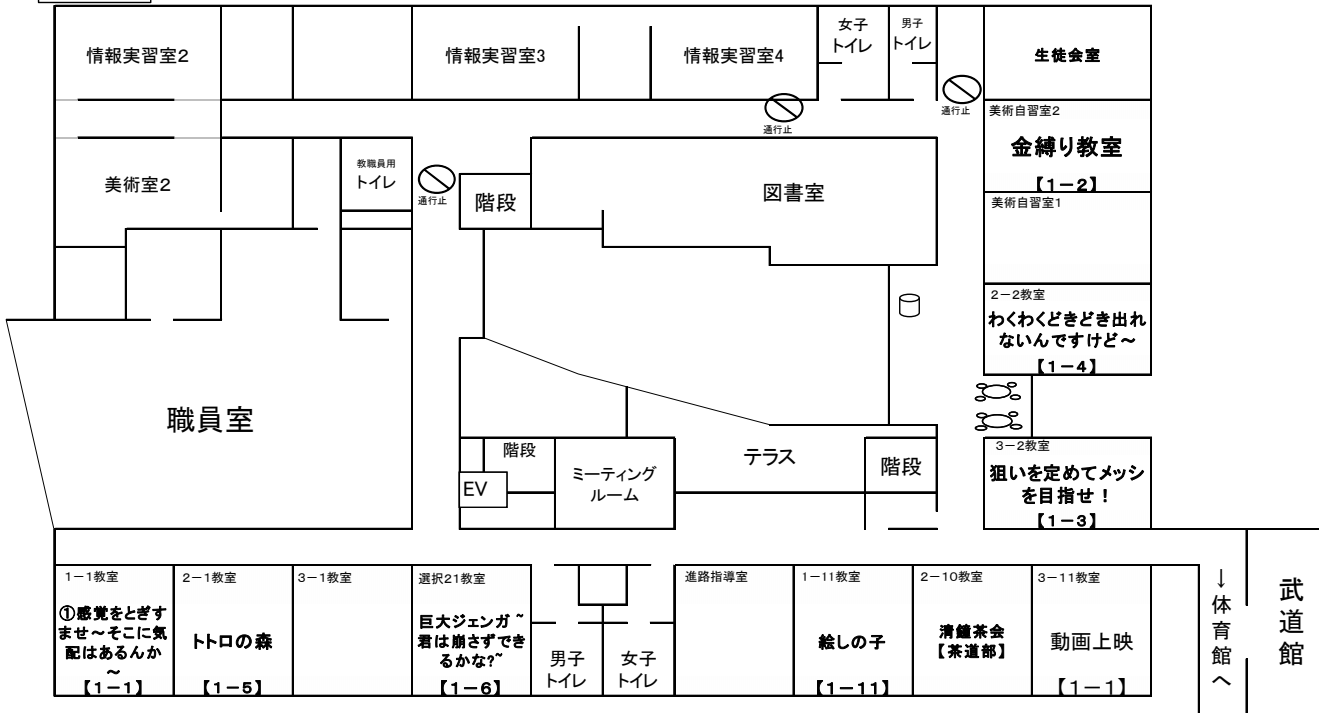 情報実習室2
情報実習室3
情報実習室4
女子
トイレ
男子
トイレ
生徒会室
通行止
通行止
美術自習室2
金縛り教室
【1-2】
美術室2
教職員用
トイレ
通行止
階段
図書室
美術自習室1
2-2教室
わくわくどきどき出れ
ないんですけど~
【1-4】
職員室
階段
EV
ミーティング
ルーム
テラス
階段
3-2教室
狙いを定めてメッシ
を目指せ!
【1-3】
1-1教室
①感覚をとぎす
ませ~そこに気
配はあるんか
~
【1-1】
2-1教室
トトロの森
【1-5】
3-1教室
選択21教室
巨大ジェンガ~
君は崩さずでき
るかな?~
【1-6】
男子
トイレ
女子
トイレ
進路指導室
1-11教室
絵しの子
【1-11】
2-10教室
清鐘茶会
【茶道部】
3-11教室
動画上映
【1-1】
↓体育館へ
武道館